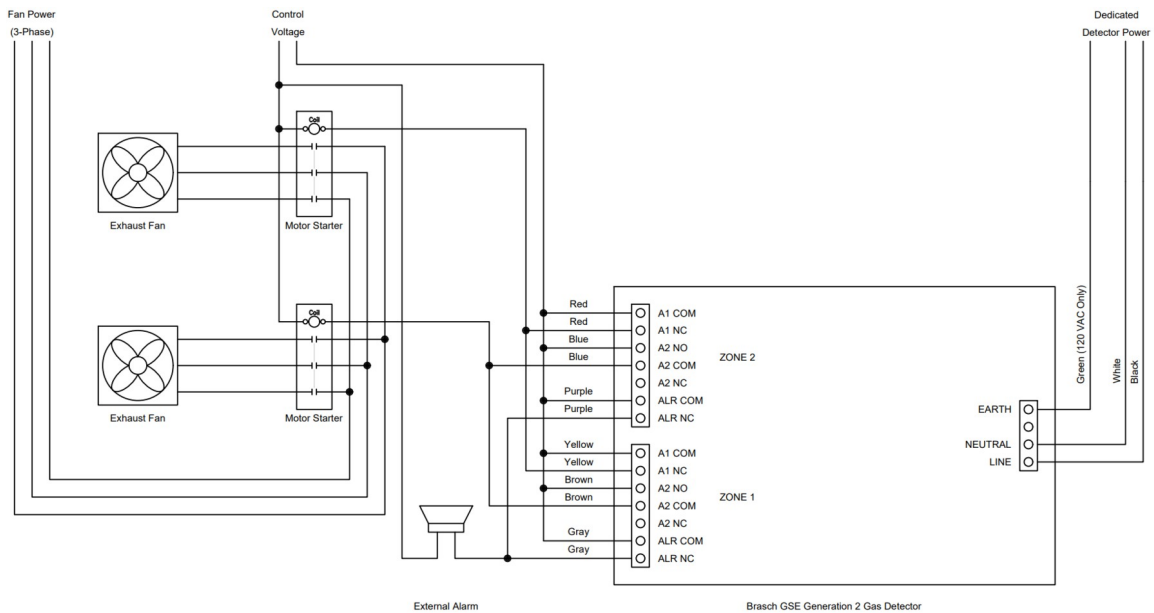 Fan Power
(3-Phase)
Control
Voltage
Dedicated
Detector Power
Coil
Exhaust Fan
Motor Starter
Coil
Exhaust Fan
Motor Starter
Red
Red
Blue
Blue
Purple
Purple
A1 COM
A1 NC
A2 NO
A2 COM
A2 NC
ALR COM
ALR NC
ZONE 2
Yellow
Yellow
Brown
Brown
Gray
Gray
A1 COM
A1 NC
A2 NO
A2 COM
A2 NC
ALR COM
ALR NC
ZONE 1
EARTH
NEUTRAL
LINE
Green (120 VAC Only)
White
Black
External Alarm
Brasch GSE Generation 2 Gas Detector